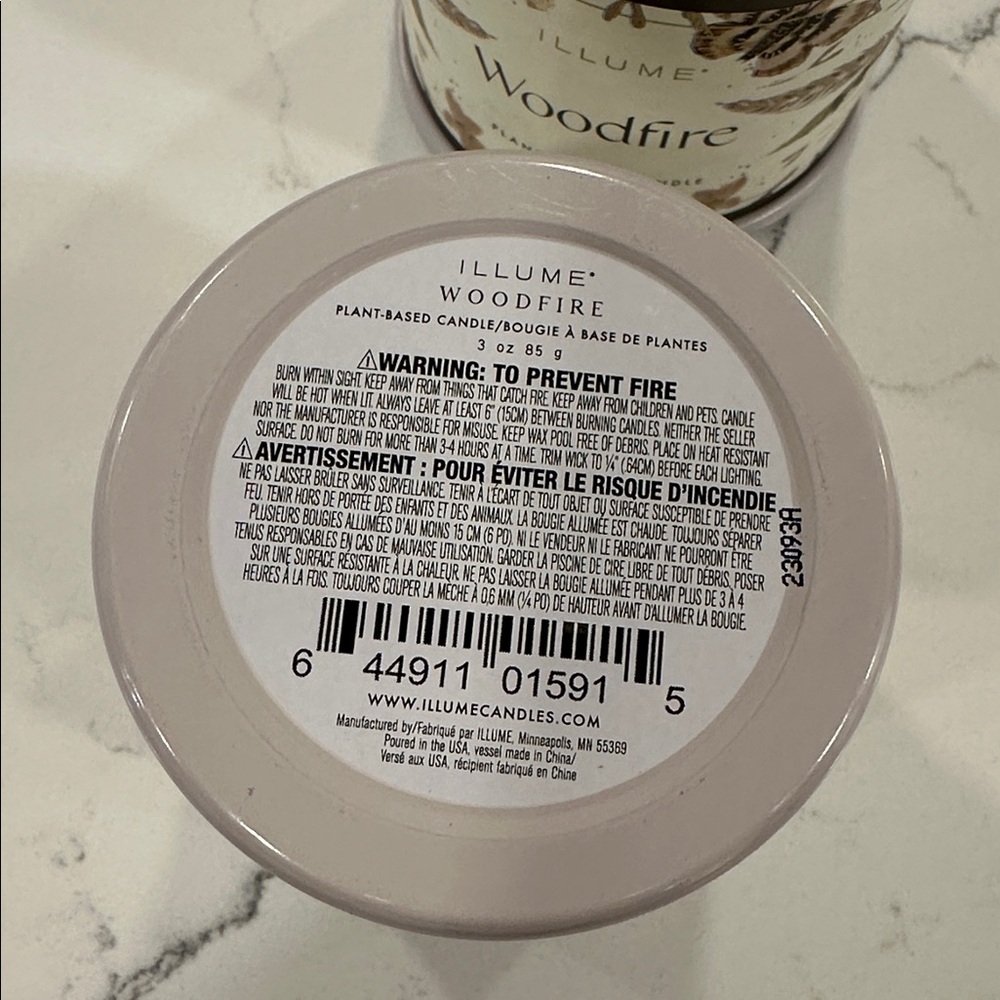 ILLUME®
Woodfire
ILLUME®
WOODFIRE
PLANT-BASED CANDLE/BOUGIE À BASE DE PLANTES
3 oz 85 g
⚠WARNING: TO PREVENT FIRE
BURN WITHIN SIGHT. KEEP AWAY FROM THINGS THAT CATCH FIRE. KEEP AWAY FROM CHILDREN AND PETS. CANDLE
WILL BE HOT WHEN LIT. ALWAYS LEAVE AT LEAST 6" (15CM) BETWEEN BURNING CANDLES. NEITHER THE SELLER
NOR THE MANUFACTURER IS RESPONSIBLE FOR MISUSE. KEEP WAX POOL FREE OF DEBRIS. PLACE ON HEAT RESISTANT
SURFACE. DO NOT BURN FOR MORE THAN 3-4 HOURS AT A TIME. TRIM WICK TO ¼" (.64CM) BEFORE EACH LIGHTING.
⚠AVERTISSEMENT : POUR ÉVITER LE RISQUE D'INCENDIE
NE PAS LAISSER BRÛLER SANS SURVEILLANCE. TENIR À L'ÉCART DE TOUT OBJET OU SURFACE SUSCEPTIBLE DE PRENDRE
FEU. TENIR HORS DE PORTÉE DES ENFANTS ET DES ANIMAUX. LA BOUGIE ALLUMÉE EST CHAUDE. TOUJOURS SÉPARER
PLUSIEURS BOUGIES ALLUMÉES D'AU MOINS 15 CM (6 PO). NI LE VENDEUR NI LE FABRICANT NE POURRONT ÊTRE
TENUS RESPONSABLES EN CAS DE MAUVAISE UTILISATION. GARDER LA PISCINE DE CIRE LIBRE DE TOUT DÉBRIS. POSER
SUR UNE SURFACE RÉSISTANTE À LA CHALEUR. NE PAS LAISSER LA BOUGIE ALLUMÉE PENDANT PLUS DE 3 À 4
HEURES À LA FOIS. TOUJOURS COUPER LA MÈCHE À 0,6 MM (¼ PO) DE HAUTEUR AVANT D'ALLUMER LA BOUGIE.
23093A
6 44911 01591 5
WWW.ILLUMECANDLES.COM
Manufactured by/Fabriqué par ILLUME, Minneapolis, MN 55369
Poured in the USA, vessel made in China/
Versé aux USA, récipient fabriqué en Chine